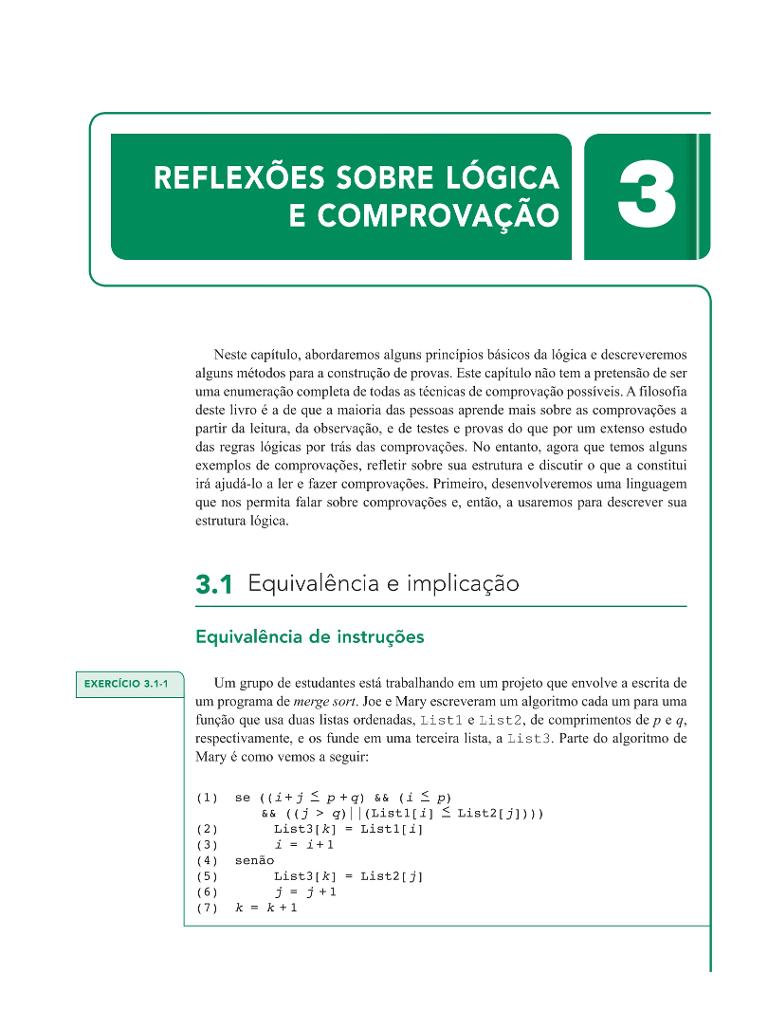 REFLEXÕES SOBRE LÓGICA
E COMPROVAÇÃO
3
Neste capítulo, abordaremos alguns princípios básicos da lógica e descreveremos
alguns métodos para a construção de provas. Este capítulo não tem a pretensão de ser
uma enumeração completa de todas as técnicas de comprovação possíveis. A filosofia
deste livro é a de que a maioria das pessoas aprende mais sobre as comprovações a
partir da leitura, da observação, e de testes e provas do que por um extenso estudo
das regras lógicas por trás das comprovações. No entanto, agora que temos alguns
exemplos de comprovações, refletir sobre sua estrutura e discutir o que a constitui
irá ajudá-lo a ler e fazer comprovações. Primeiro, desenvolveremos uma linguagem
que nos permita falar sobre comprovações e, então, a usaremos para descrever sua
estrutura lógica.
3.1 Equivalência e implicação
Equivalência de instruções
EXERCÍCIO 3.1-1
Um grupo de estudantes está trabalhando em um projeto que envolve a escrita de
um programa de merge sort. Joe e Mary escreveram um algoritmo cada um para uma
função que usa duas listas ordenadas, List1 e List2, de comprimentos de p e q,
respectivamente, e os funde em uma terceira lista, a List3. Parte do algoritmo de
Mary é como vemos a seguir:
(1) se ((i + j ≤ p + q) && (i ≤ p)
&& ((j > q)||(List1[i] ≤ List2[j])))
(2) List3[k] = List1[i]
(3) i = i + 1
(4) senão
(5) List3[k] = List2[j]
(6) j = j + 1
(7) k = k + 1